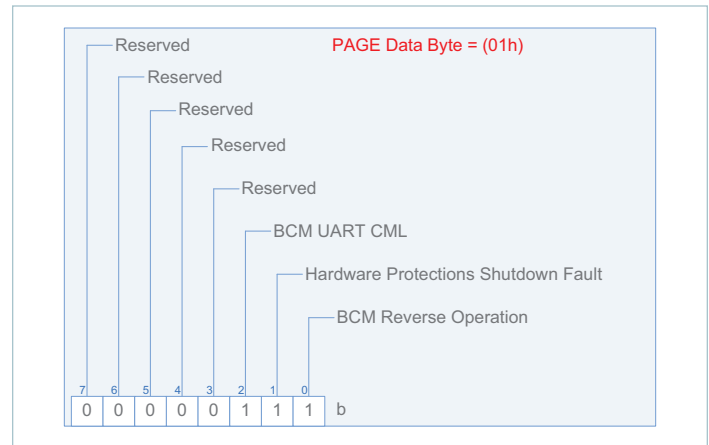 Reserved PAGE Data Byte = (01h)
Reserved
Reserved
Reserved
Reserved
BCM UART CML
Hardware Protections Shutdown Fault
BCM Reverse Operation
7 6 5 4 3 2 1 0
0 0 0 0 0 1 1 1 b